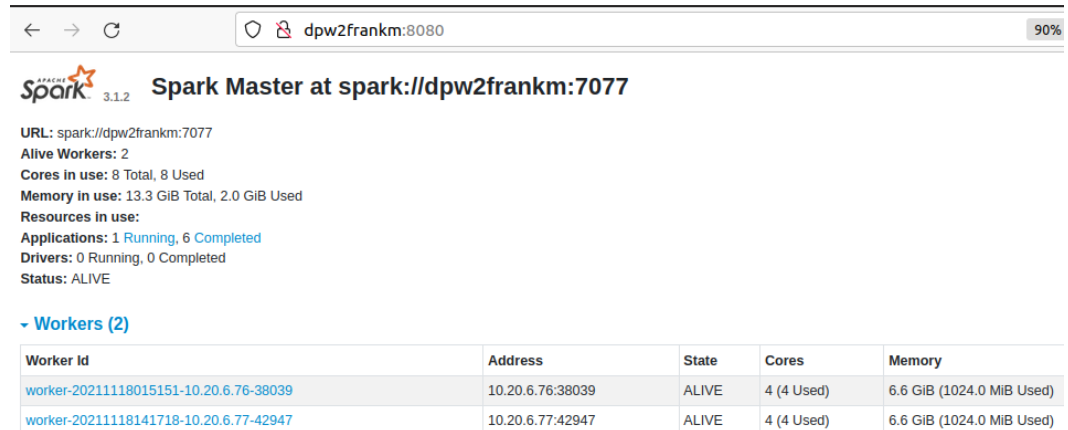 dpw2frankm:8080
90%
APACHE
Spark 3.1.2 Spark Master at spark://dpw2frankm:7077
URL: spark://dpw2frankm:7077
Alive Workers: 2
Cores in use: 8 Total, 8 Used
Memory in use: 13.3 GiB Total, 2.0 GiB Used
Resources in use:
Applications: 1 Running, 6 Completed
Drivers: 0 Running, 0 Completed
Status: ALIVE
Workers (2)
Worker Id Address State Cores Memory
worker-20211118015151-10.20.6.76-38039 10.20.6.76:38039 ALIVE 4 (4 Used) 6.6 GiB (1024.0 MiB Used)
worker-20211118141718-10.20.6.77-42947 10.20.6.77:42947 ALIVE 4 (4 Used) 6.6 GiB (1024.0 MiB Used)